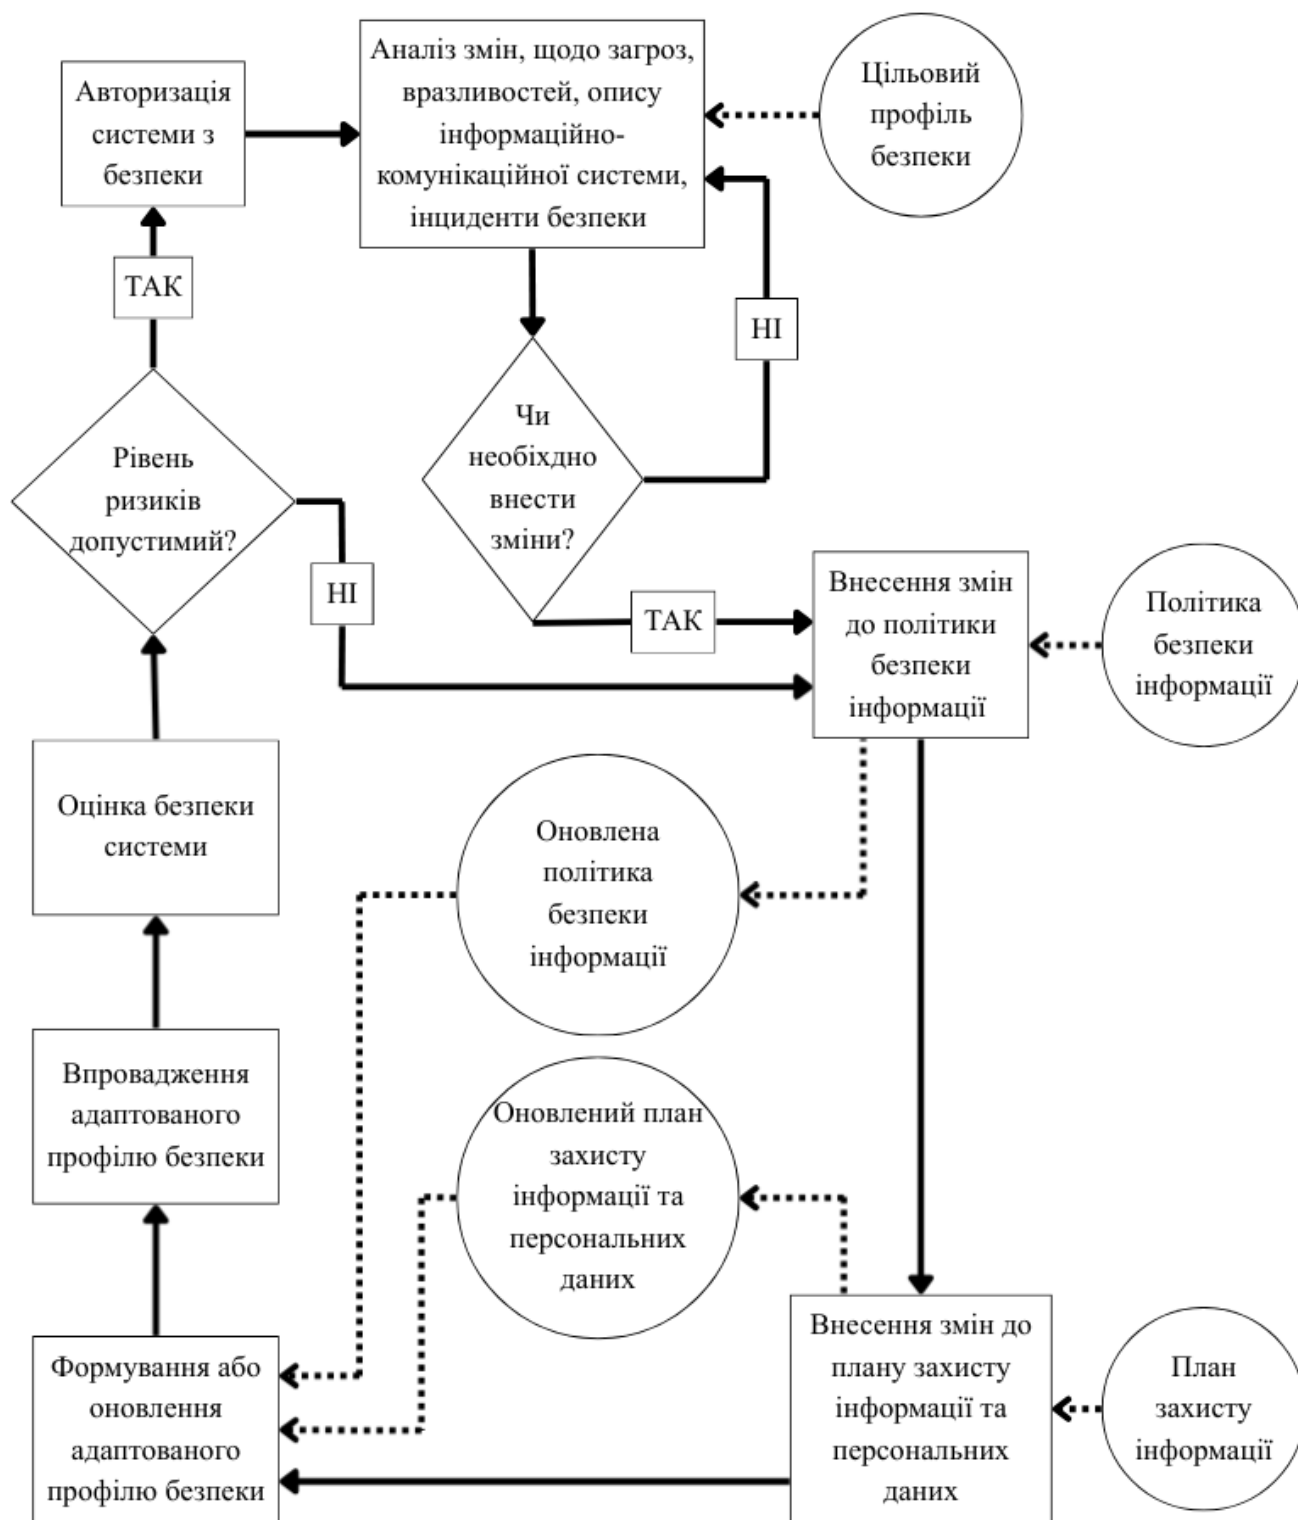 Авторизація
системи з
безпеки
Аналіз змін, щодо загроз,
вразливостей, опису
інформаційно-
комунікаційної системи,
інциденти безпеки
Цільовий
профіль
безпеки
ТАК
НІ
Рівень
ризиків
допустимий?
Чи
необіхдно
внести
зміни?
НІ
ТАК
Внесення змін
до політики
безпеки
інформації
Політика
безпеки
інформації
Оцінка безпеки
системи
Оновлена
політика
безпеки
інформації
Впровадження
адаптованого
профілю безпеки
Оновлений план
захисту
інформації та
персональних
даних
Формування або
оновлення
адаптованого
профілю безпеки
Внесення змін до
плану захисту
інформації та
персональних
даних
План
захисту
інформації